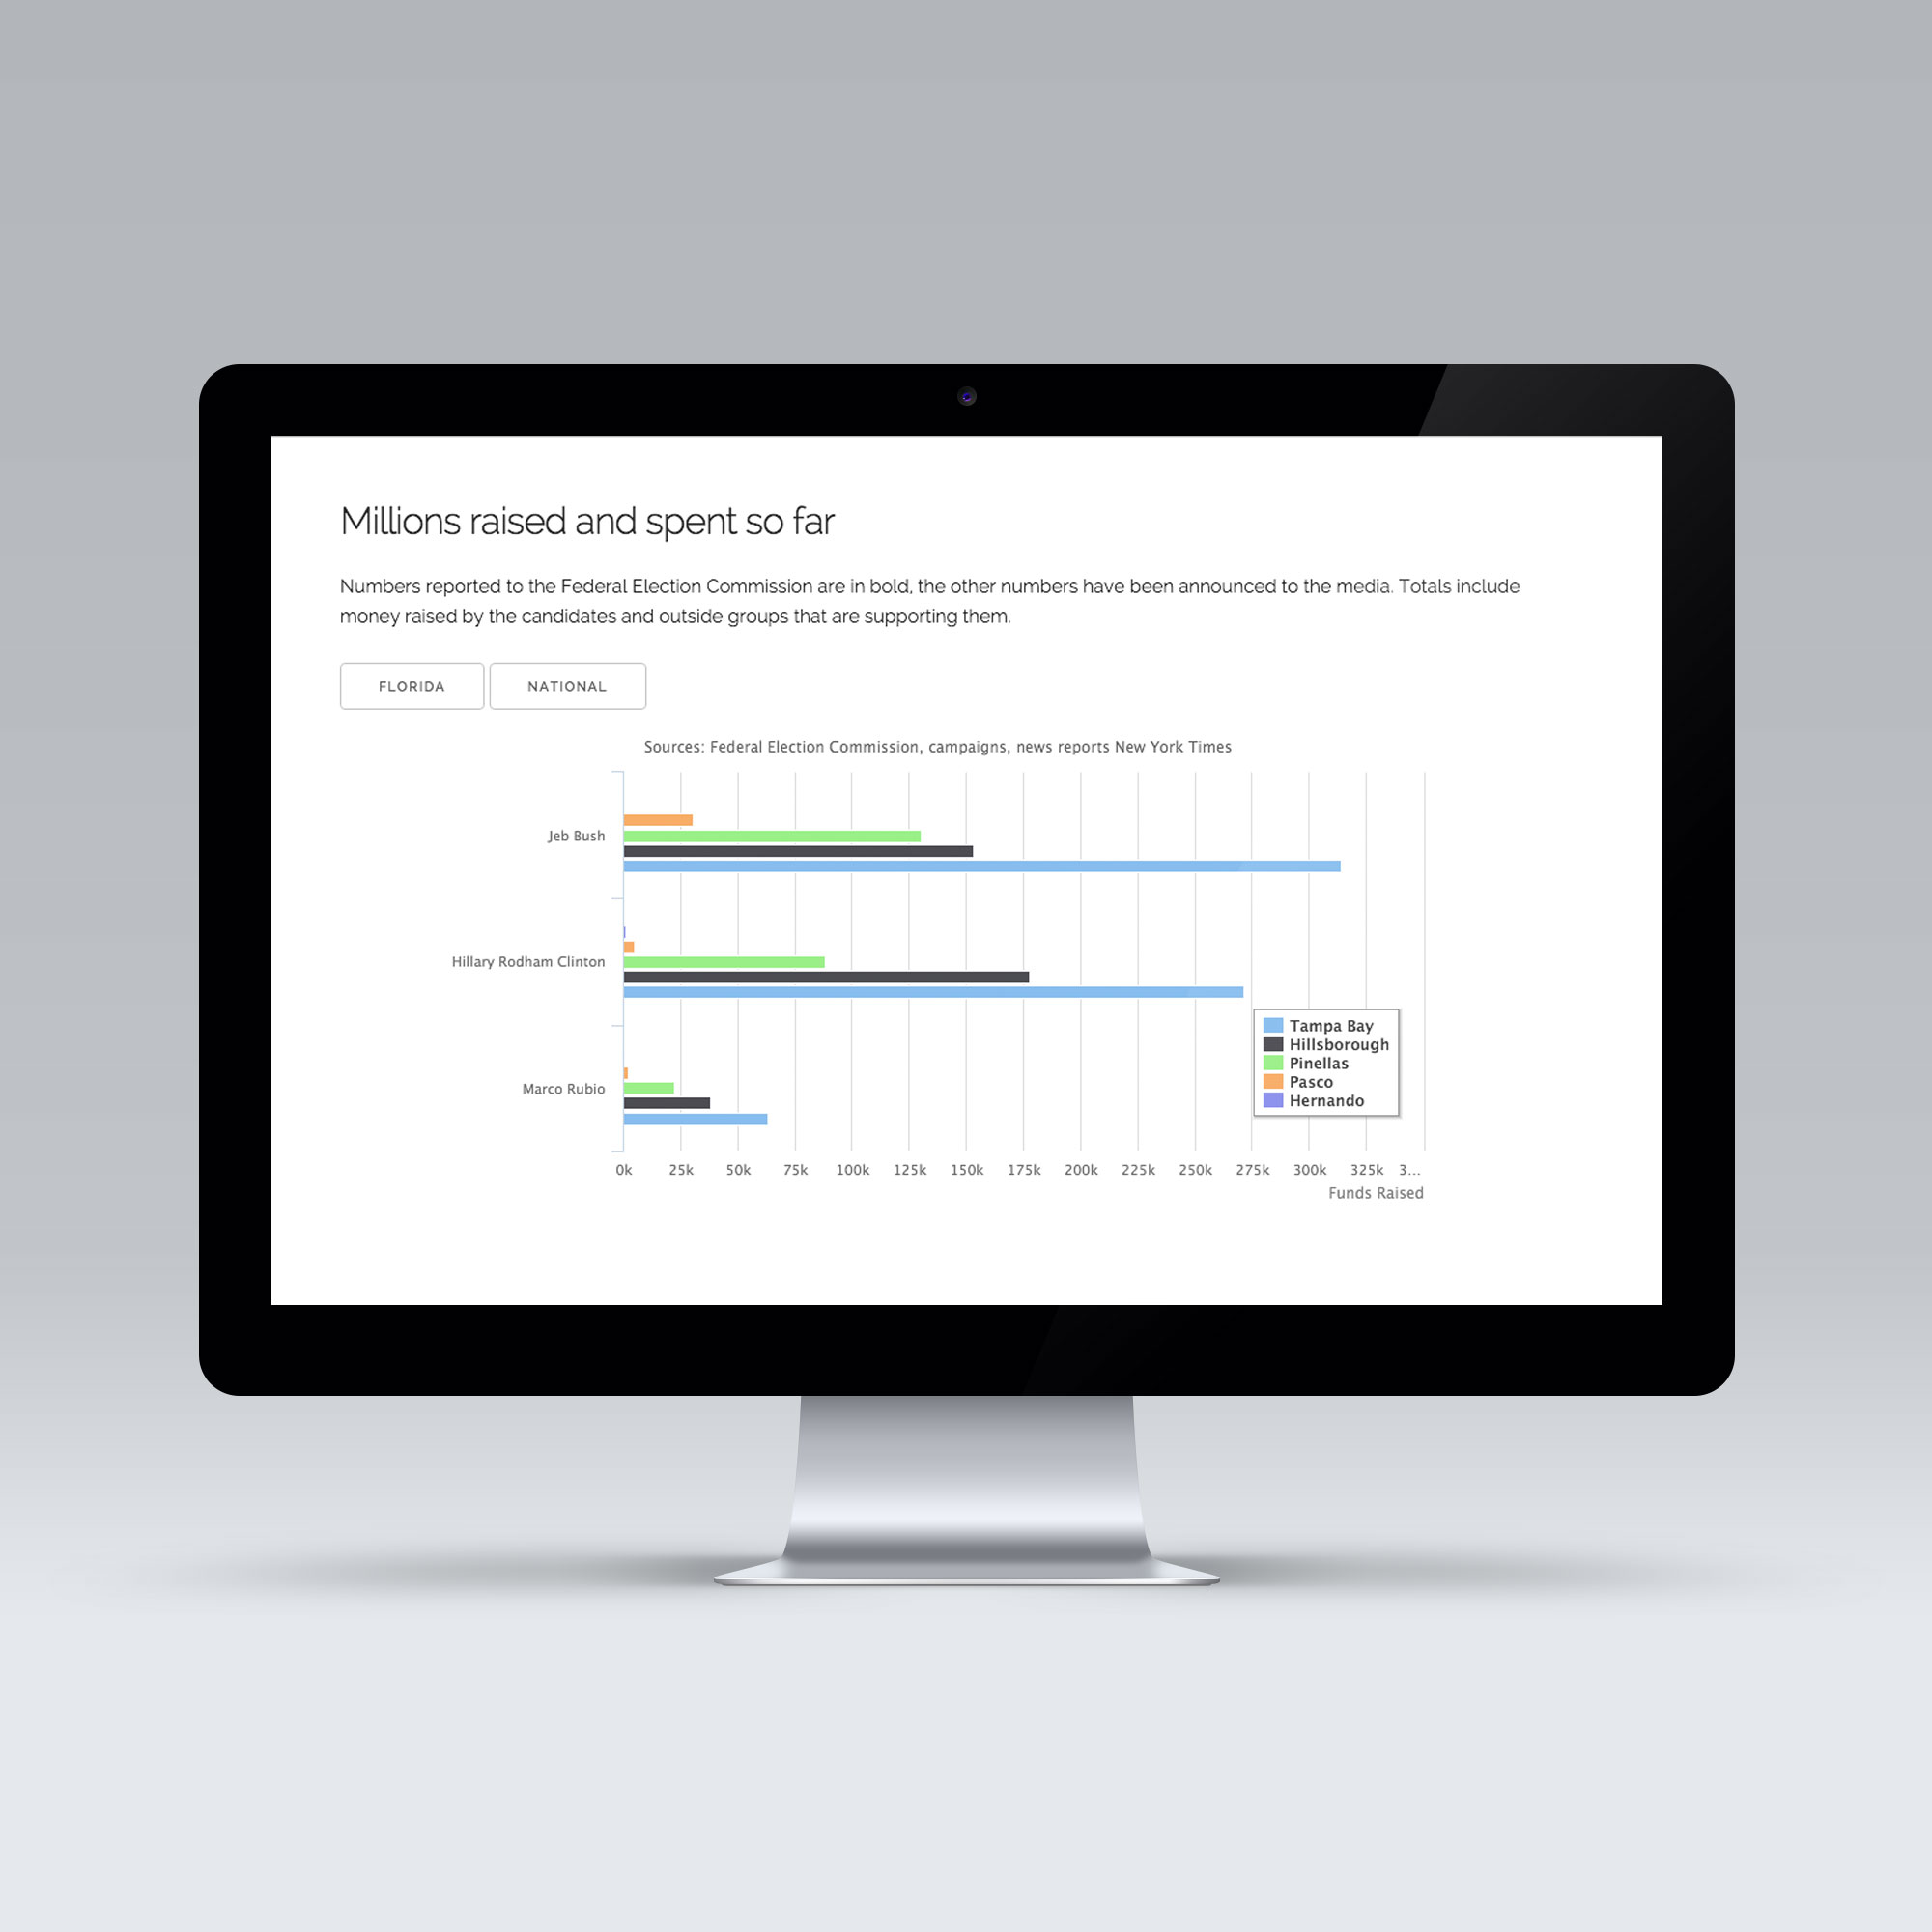 Millions raised and spent so far
Numbers reported to the Federal Election Commission are in bold, the other numbers have been announced to the media. Totals include
money raised by the candidates and outside groups that are supporting them.
FLORIDA NATIONAL
Sources: Federal Election Commission, campaigns, news reports New York Times
Jeb Bush
Hillary Rodham Clinton
Marco Rubio
Tampa Bay
Hillsborough
Pinellas
Pasco
Hernando
0k 25k 50k 75k 100k 125k 150k 175k 200k 225k 250k 275k 300k 325k 3...
Funds Raised